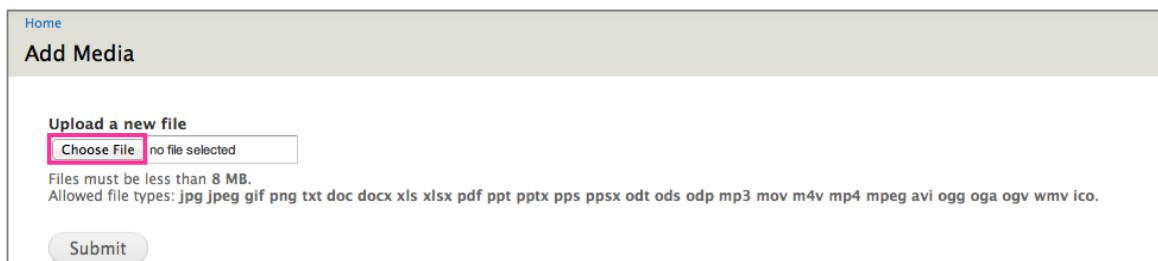 Home
Add Media
Upload a new file
Choose File no file selected
Files must be less than 8 MB.
Allowed file types: jpg jpeg gif png txt doc docx xls xlsx pdf ppt pptx pps ppsx odt ods odp mp3 mov m4v mp4 mpeg avi ogg oga ogv wmv ico.
Submit